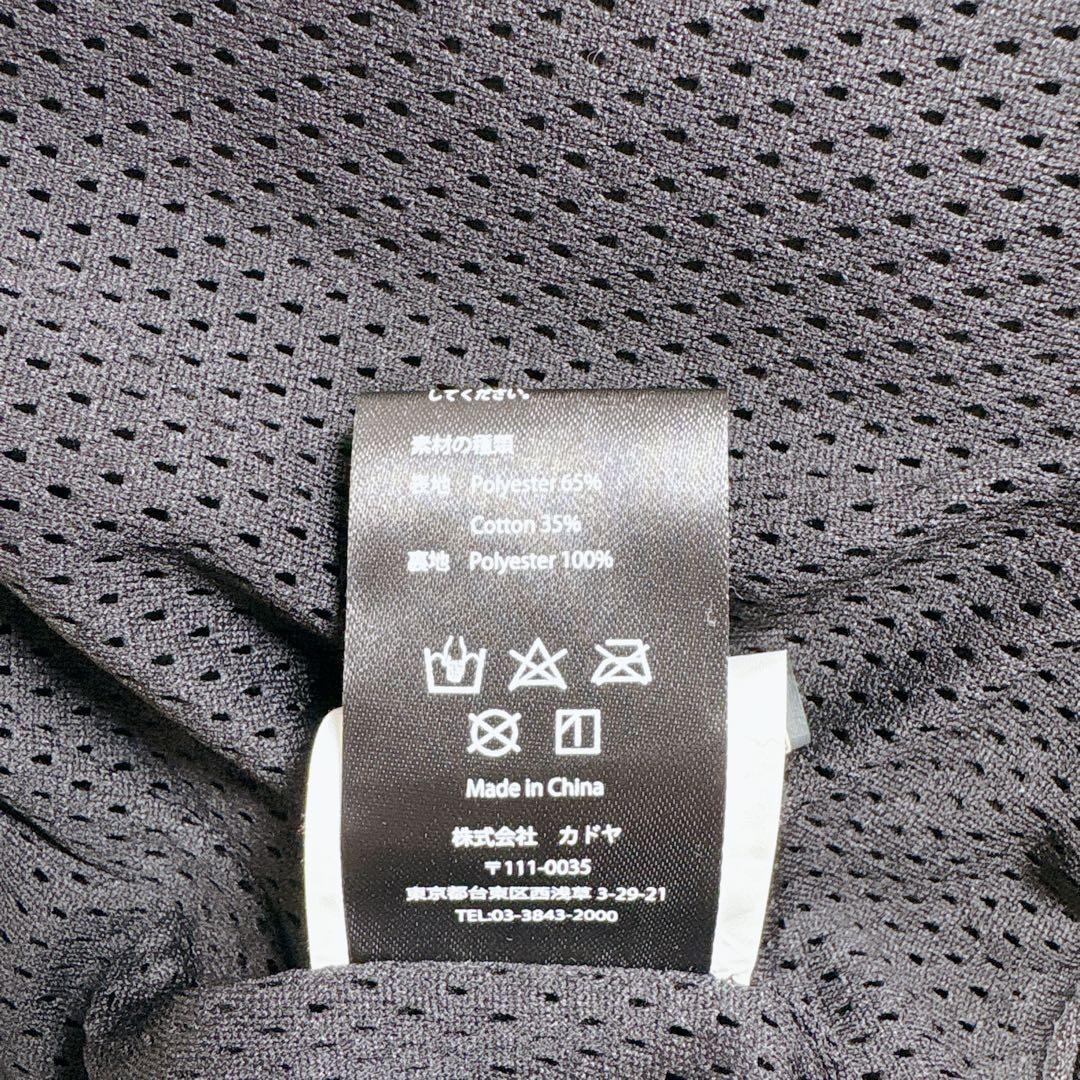 してください。
素材の種類
表地 Polyester 65%
Cotton 35%
裏地 Polyester 100%
Made in China
株式会社 カドヤ
〒111-0035
東京都台東区西浅草 3-29-21
TEL:03-3843-2000